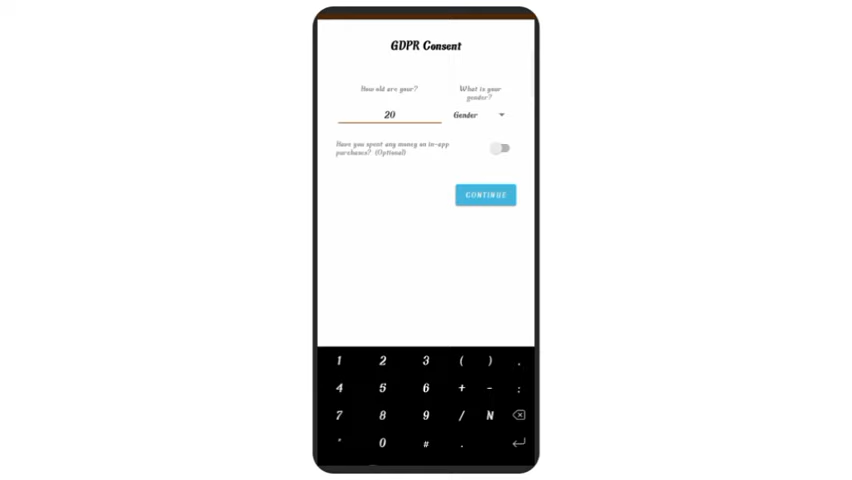 GDPR Consent
How old are your?
What is your
gender?
20
Gender
Have you spent any money on in-app
purchases? (Optional)
CONTINUE
1 2 3 ( ) .
4 5 6 + - :
7 8 9 / N
* 0 # .